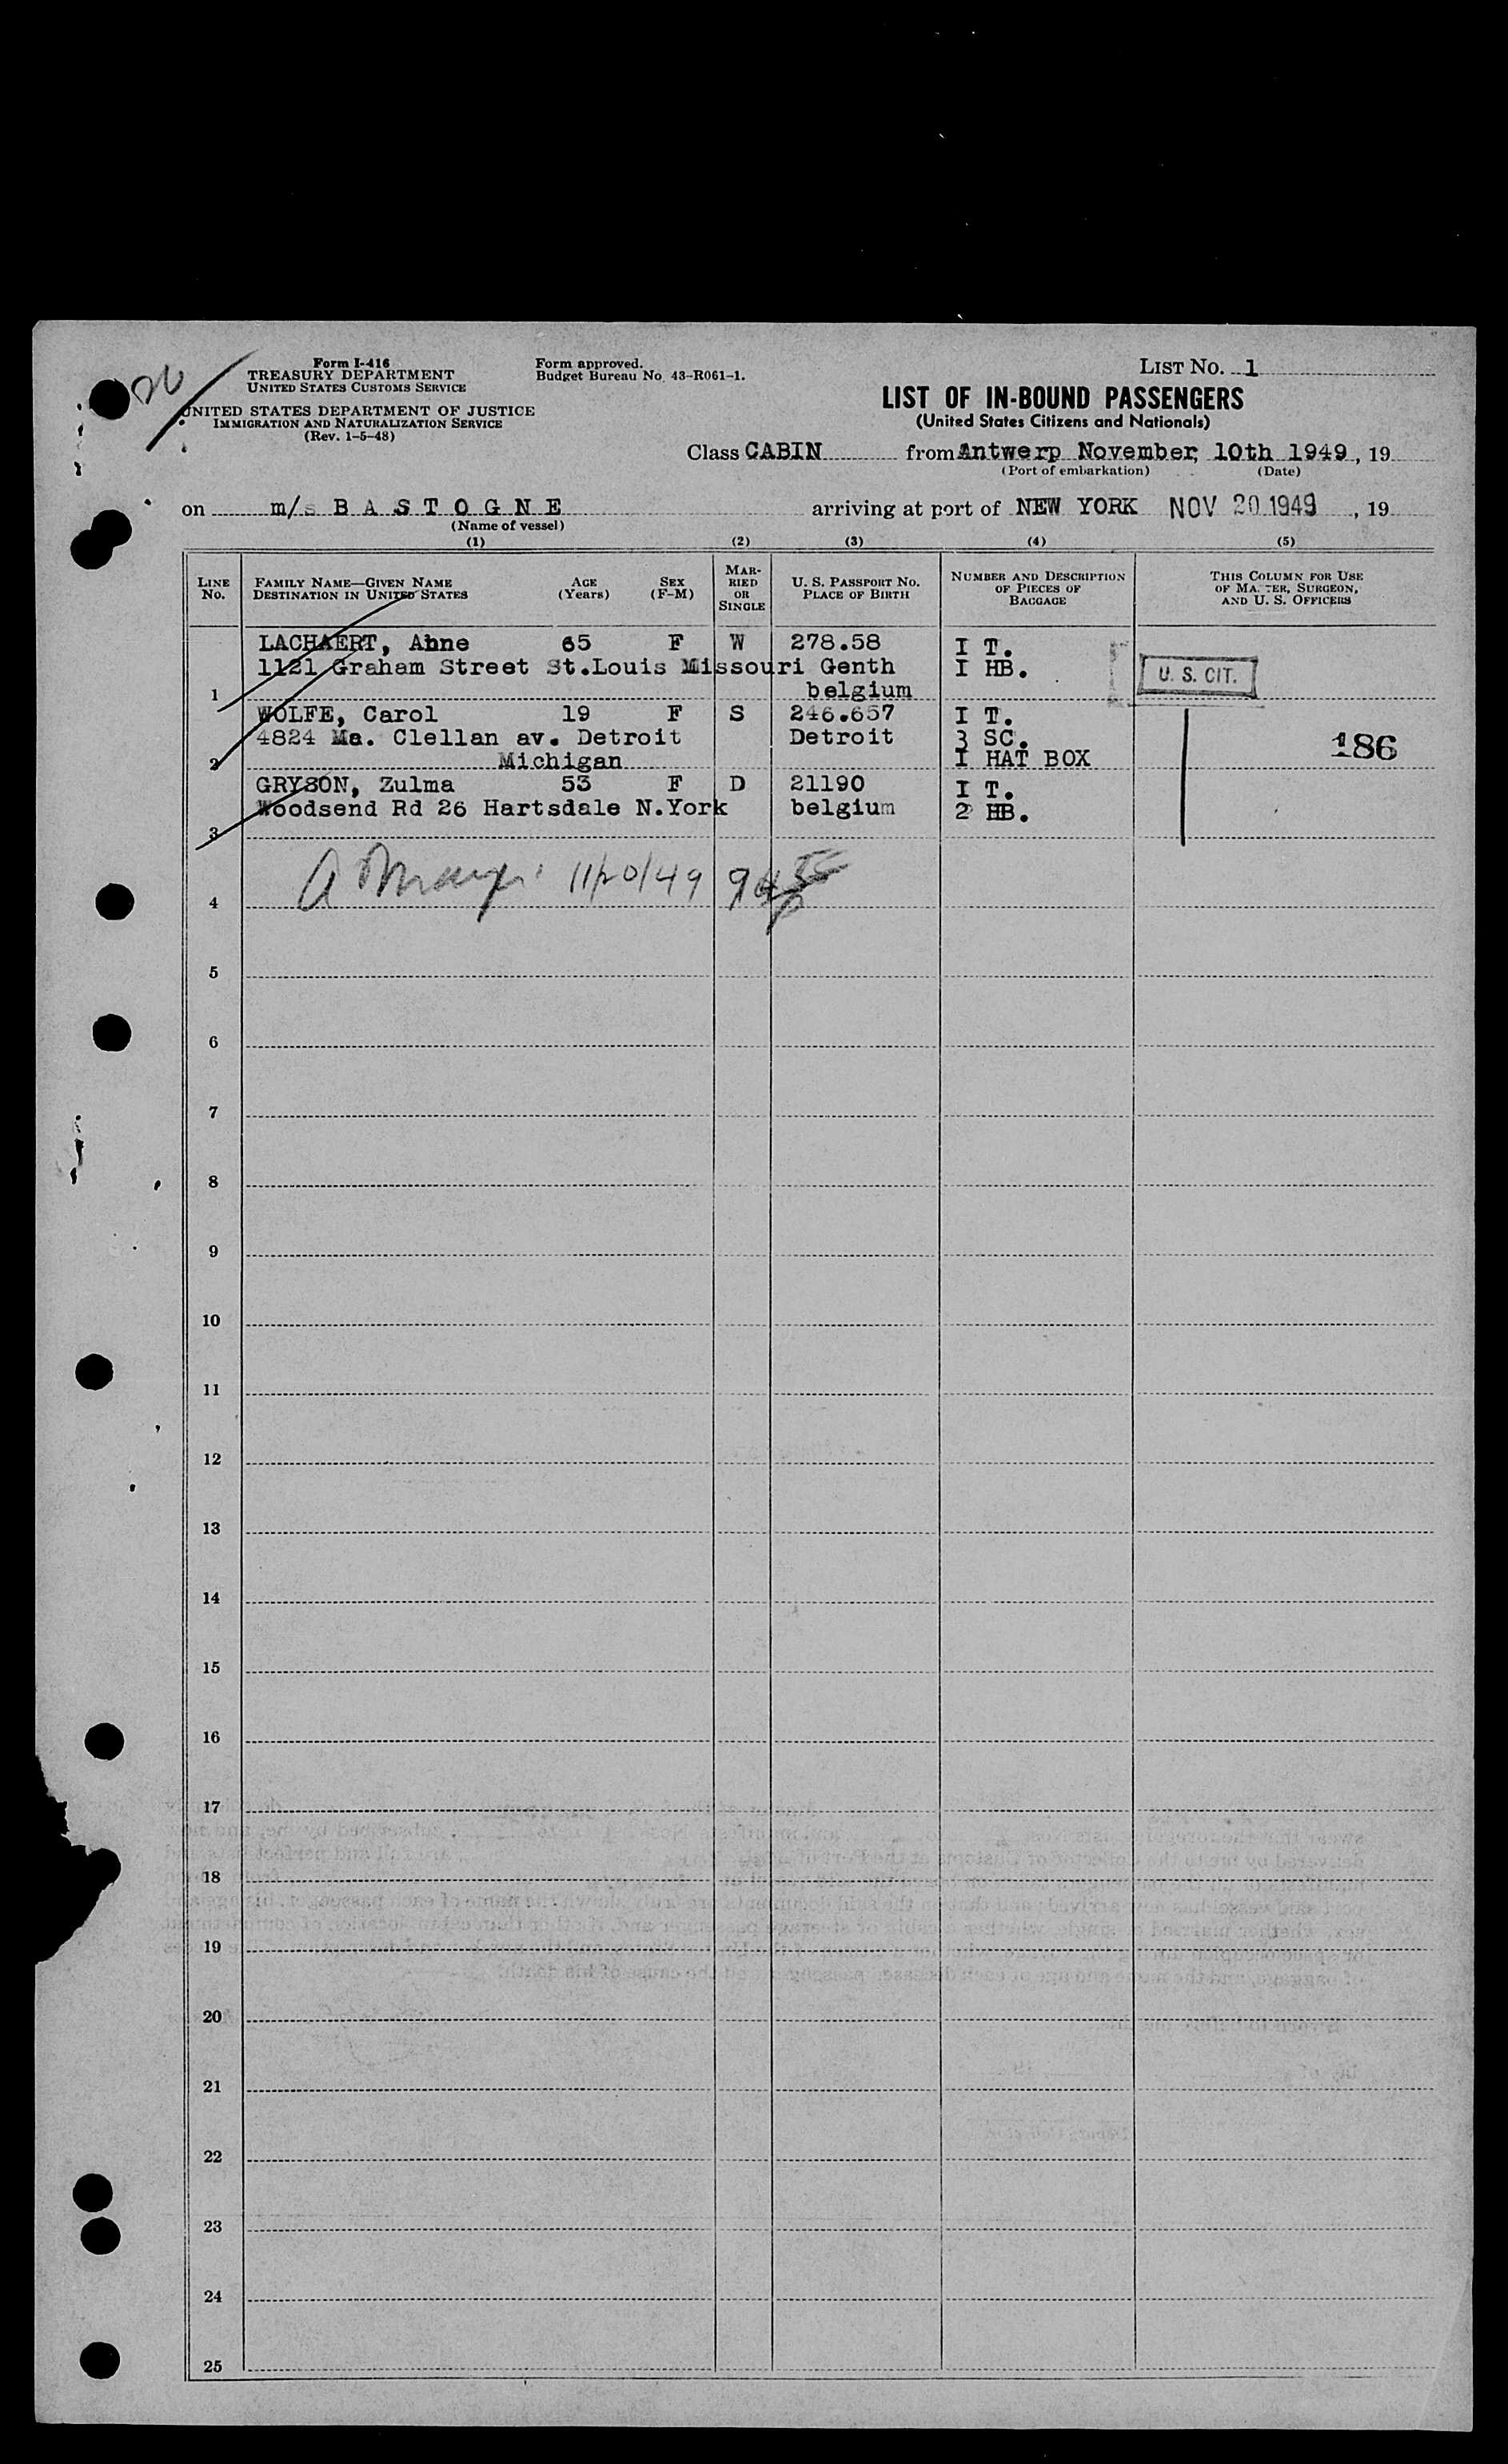 26
Form I-416
TREASURY DEPARTMENT
UNITED STATES CUSTOMS SERVICE
UNITED STATES DEPARTMENT OF JUSTICE
IMMIGRATION AND NATURALIZATION SERVICE
(Rev. 1-5-48)
Form approved.
Budget Bureau No. 43-R061-1.
LIST No. 1
LIST OF IN-BOUND PASSENGERS
(United States Citizens and Nationals)
Class CABIN from Antwerp November, 10th 1949, 19
(Port of embarkation) (Date)
on m/s B A S T O G N E arriving at port of NEW YORK NOV 20 1949, 19
(Name of vessel)
(1) (2) (3) (4) (5)
LINE No. FAMILY NAME—GIVEN NAME DESTINATION IN UNITED STATES AGE (Years) SEX (F-M) MARRIED OR SINGLE U. S. PASSPORT NO. PLACE OF BIRTH NUMBER AND DESCRIPTION OF PIECES OF BAGGAGE THIS COLUMN FOR USE OF MASTER, SURGEON, AND U. S. OFFICERS
LACHAERT, Anne 65 F W 278.58 I T.
1121 Graham Street St.Louis Missouri Genth I HB. U. S. CIT.
1 belgium
WOLFE, Carol 19 F S 246.657 I T.
4824 Ma. Clellan av. Detroit Detroit 3 SC. 186
2 Michigan I HAT BOX
GRYSON, Zulma 53 F D 21190 I T.
Woodsend Rd 26 Hartsdale N.York belgium 2 HB.
3
11/20/49
4
5
6
7
8
9
10
11
12
13
14
15
16
17
18
19
20
21
22
23
24
25